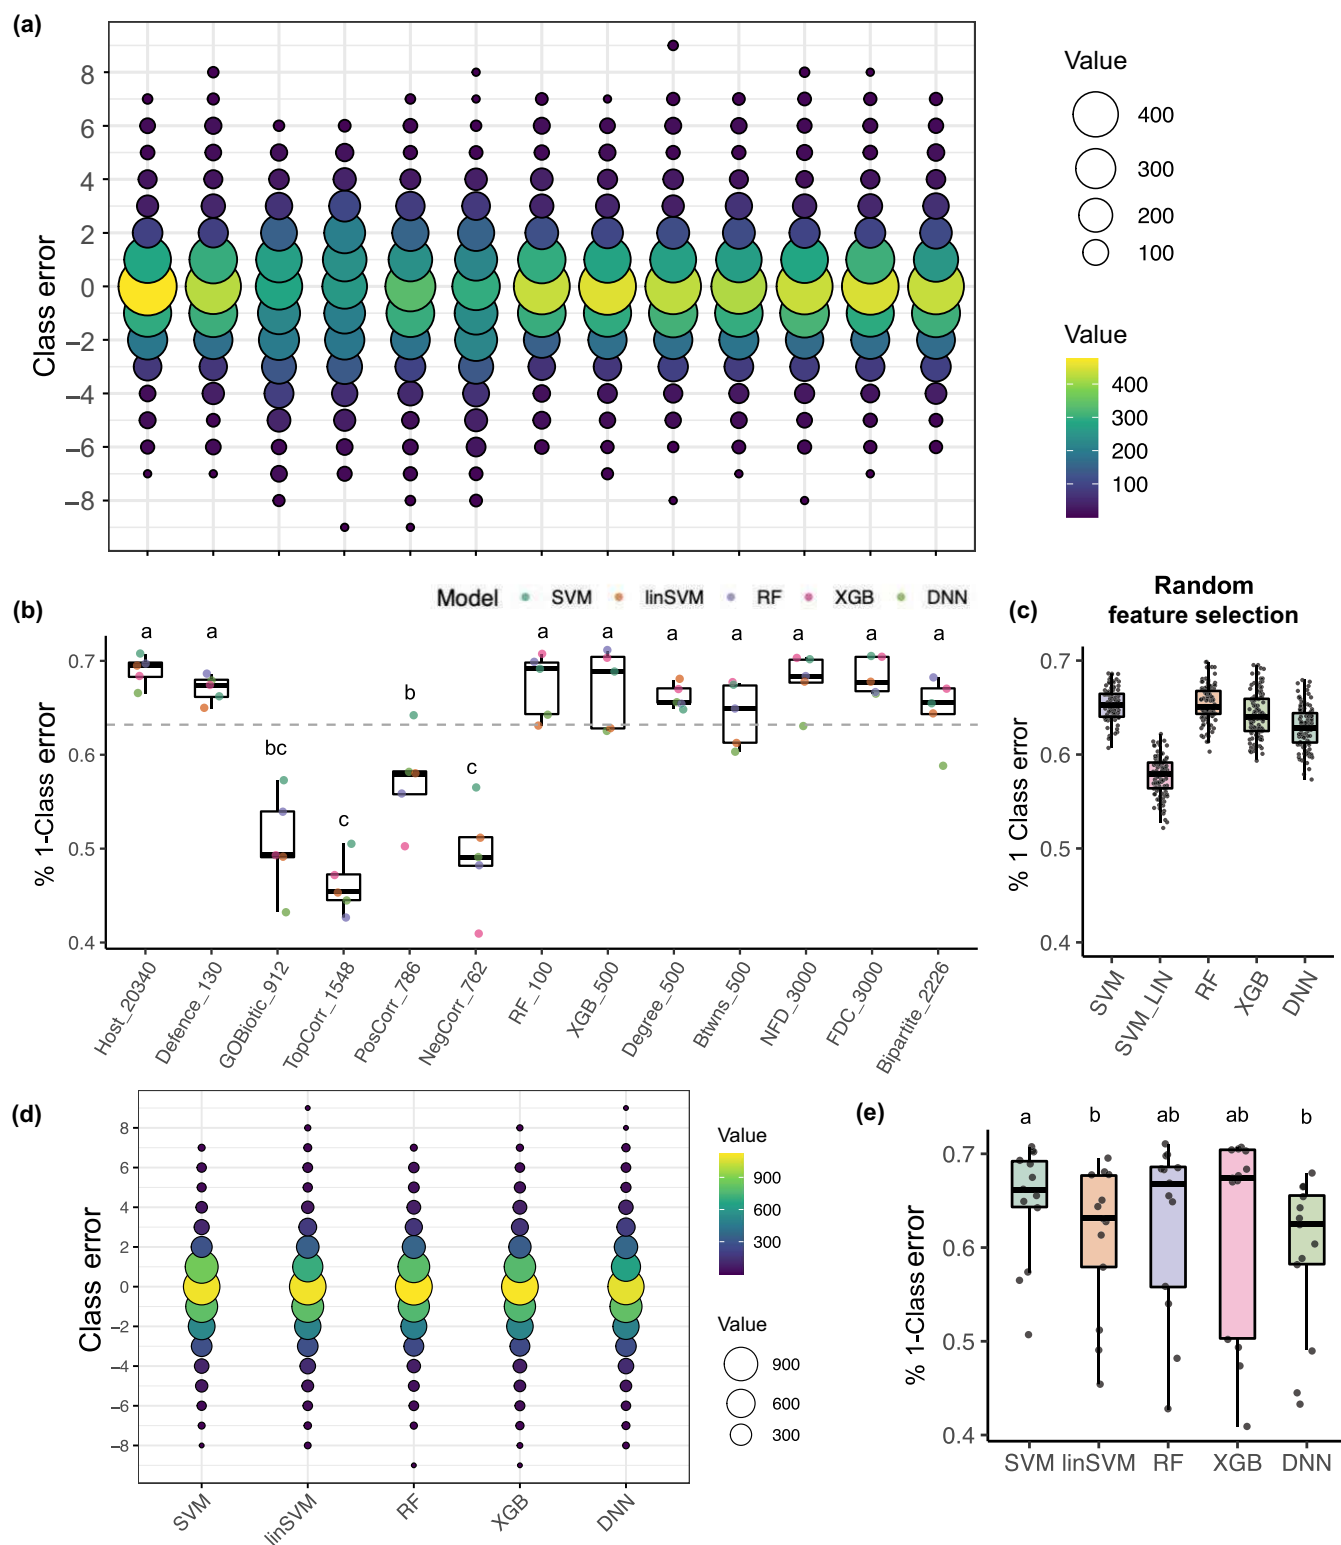 (a)
Class error
8
6
4
2
0
−2
−4
−6
−8
Value
400
300
200
100
Value
400
300
200
100
(b)
Model SVM linSVM RF XGB DNN
% 1-Class error
0.7
0.6
0.5
0.4
a a bc c b c a a a a a a a
Host_20340
Defence_130
GOBiotic_912
TopCorr_1548
PosCorr_786
NegCorr_762
RF_100
XGB_500
Degree_500
Btwns_500
NFD_3000
FDC_3000
Bipartite_2226
(c)
Random
feature selection
% 1 Class error
0.7
0.6
0.5
0.4
SVM
SVM_LIN
RF
XGB
DNN
(d)
Class error
8
6
4
2
0
−2
−4
−6
−8
SVM
linSVM
RF
XGB
DNN
Value
900
600
300
Value
900
600
300
(e)
% 1-Class error
a b ab ab b
0.7
0.6
0.5
0.4
SVM linSVM RF XGB DNN